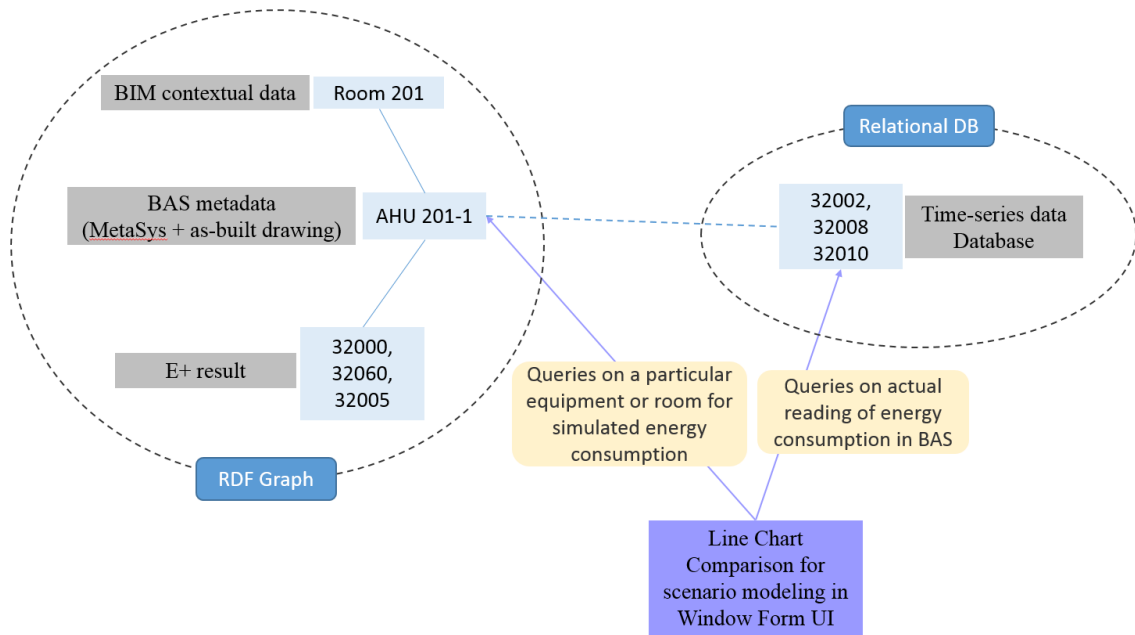 BIM contextual data
Room 201
Relational DB
BAS metadata
(MetaSys + as-built drawing)
AHU 201-1
32002,
32008
32010
Time-series data
Database
E+ result
32000,
32060,
32005
Queries on a particular
equipment or room for
simulated energy
consumption
Queries on actual
reading of energy
consumption in BAS
RDF Graph
Line Chart
Comparison for
scenario modeling in
Window Form UI